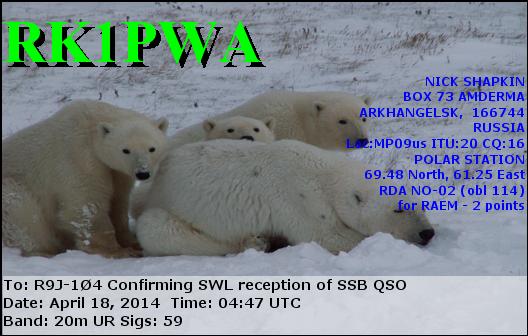 RK1PWA
NICK SHAPKIN
BOX 73 AMDERMA
ARKHANGELSK, 166744
RUSSIA
Loc:MP09us ITU:20 CQ:16
POLAR STATION
69.48 North, 61.25 East
RDA NO-02 (obl 114)
for RAEM - 2 points
To: R9J-1Ø4 Confirming SWL reception of SSB QSO
Date: April 18, 2014 Time: 04:47 UTC
Band: 20m UR Sigs: 59